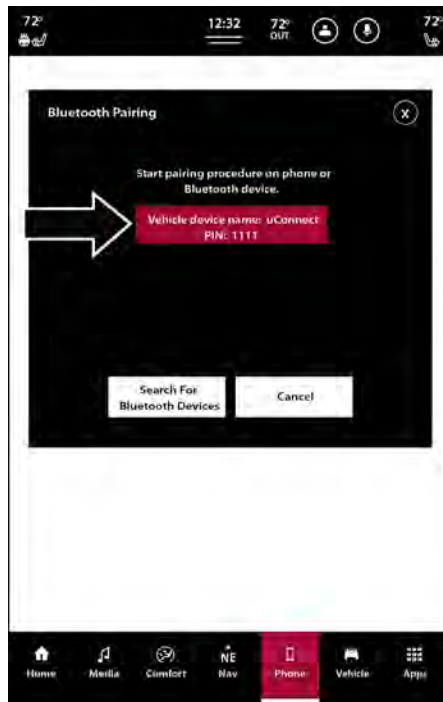 72°
12:32
72°
OUT
72°
Bluetooth Pairing
X
Start pairing procedure on phone or
Bluetooth device.
Vehicle device name: uConnect
PIN: 1111
Search For
Bluetooth Devices
Cancel
NE
Home
Media
Comfort
Nav
Phone
Vehicle
Apps